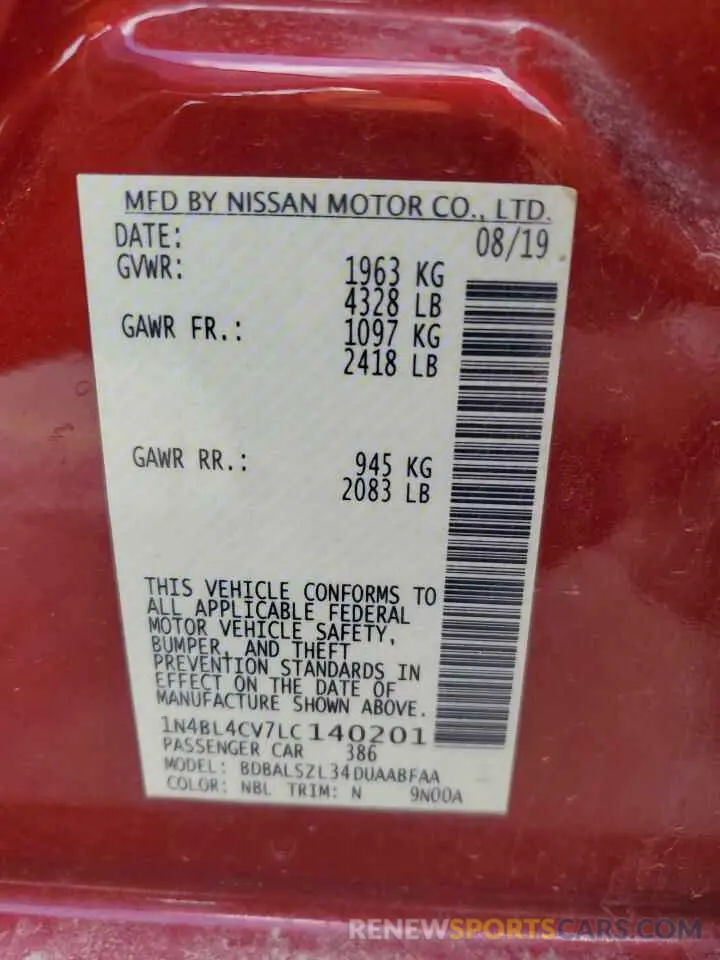 MFD BY NISSAN MOTOR CO., LTD.
DATE: 08/19
GVWR: 1963 KG
4328 LB
GAWR FR.: 1097 KG
2418 LB
GAWR RR.: 945 KG
2083 LB
THIS VEHICLE CONFORMS TO
ALL APPLICABLE FEDERAL
MOTOR VEHICLE SAFETY,
BUMPER, AND THEFT
PREVENTION STANDARDS IN
EFFECT ON THE DATE OF
MANUFACTURE SHOWN ABOVE.
1N4BL4CV7LC140201
PASSENGER CAR 386
MODEL: BDBALSZL34DUAABFAA
COLOR: NBL TRIM: N 9N00A
RENEWSPORTSCARS.COM